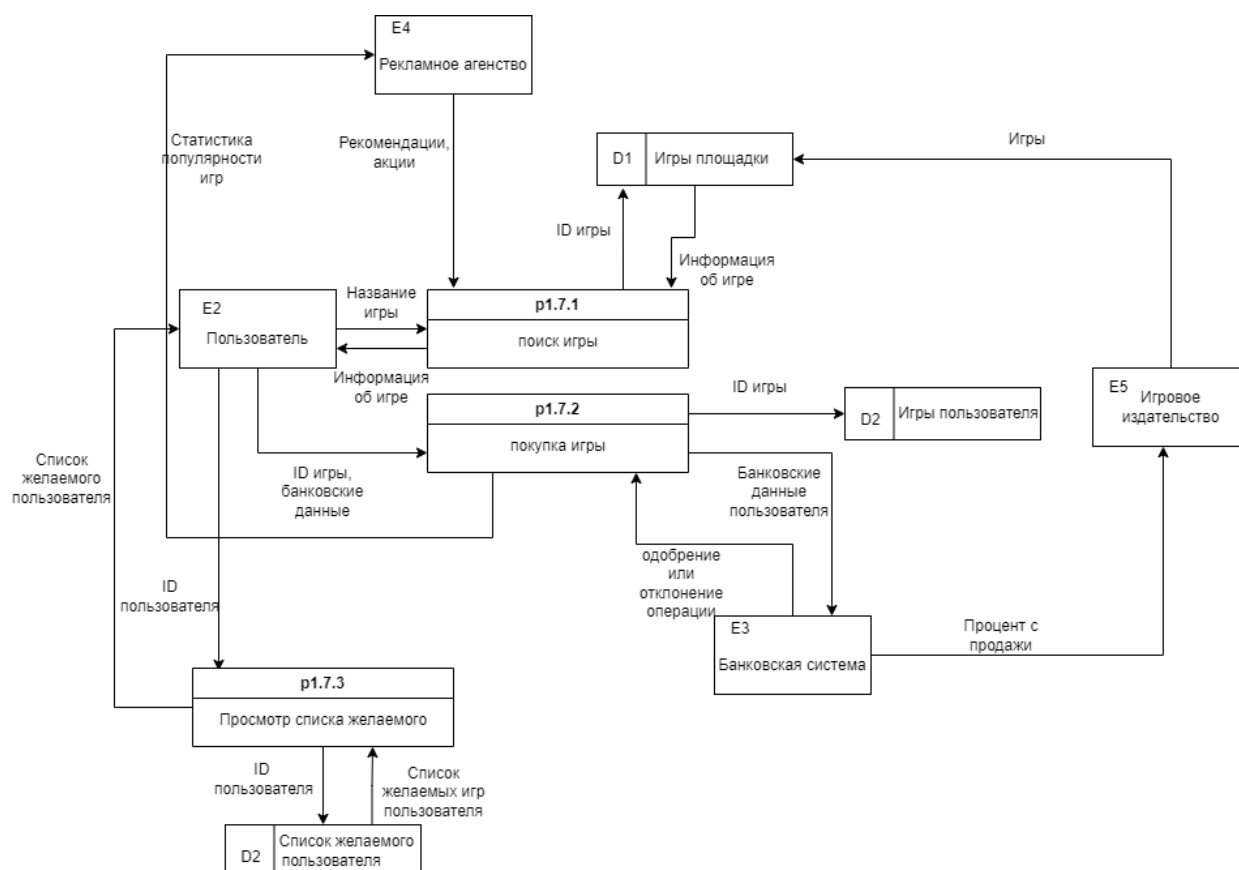 E4
Рекламное агенство
Статистика
популярности
игр
Рекомендации,
акции
D1
Игры площадки
Игры
ID игры
Информация
об игре
E2
Пользователь
Название
игры
p1.7.1
поиск игры
Информация
об игре
p1.7.2
покупка игры
ID игры
D2
Игры пользователя
E5
Игровое
издательство
Список
желаемого
пользователя
ID игры,
банковские
данные
Банковские
данные
пользователя
одобрение
или
отклонение
операции
ID
пользователя
E3
Банковская система
Процент с
продажи
p1.7.3
Просмотр списка желаемого
ID
пользователя
Список
желаемых игр
пользователя
D2
Список желаемого
пользователя